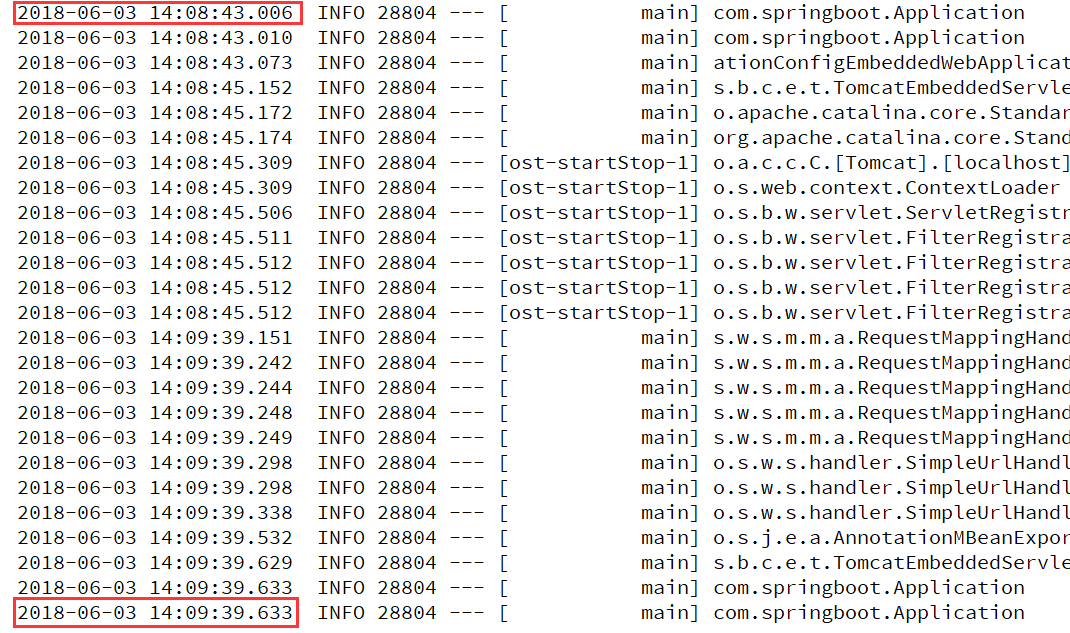 2018-06-03 14:08:43.006  INFO 28804 --- [           main] com.springboot.Application
2018-06-03 14:08:43.010  INFO 28804 --- [           main] com.springboot.Application
2018-06-03 14:08:43.073  INFO 28804 --- [           main] ationConfigEmbeddedWebApplicat
2018-06-03 14:08:45.152  INFO 28804 --- [           main] s.b.c.e.t.TomcatEmbeddedServle
2018-06-03 14:08:45.172  INFO 28804 --- [           main] o.apache.catalina.core.Standar
2018-06-03 14:08:45.174  INFO 28804 --- [           main] org.apache.catalina.core.Stand
2018-06-03 14:08:45.309  INFO 28804 --- [ost-startStop-1] o.a.c.c.C.[Tomcat].[localhost]
2018-06-03 14:08:45.309  INFO 28804 --- [ost-startStop-1] o.s.web.context.ContextLoader
2018-06-03 14:08:45.506  INFO 28804 --- [ost-startStop-1] o.s.b.w.servlet.ServletRegistr
2018-06-03 14:08:45.511  INFO 28804 --- [ost-startStop-1] o.s.b.w.servlet.FilterRegistra
2018-06-03 14:08:45.512  INFO 28804 --- [ost-startStop-1] o.s.b.w.servlet.FilterRegistra
2018-06-03 14:08:45.512  INFO 28804 --- [ost-startStop-1] o.s.b.w.servlet.FilterRegistra
2018-06-03 14:08:45.512  INFO 28804 --- [ost-startStop-1] o.s.b.w.servlet.FilterRegistra
2018-06-03 14:09:39.151  INFO 28804 --- [           main] s.w.s.m.m.a.RequestMappingHand
2018-06-03 14:09:39.242  INFO 28804 --- [           main] s.w.s.m.m.a.RequestMappingHand
2018-06-03 14:09:39.244  INFO 28804 --- [           main] s.w.s.m.m.a.RequestMappingHand
2018-06-03 14:09:39.248  INFO 28804 --- [           main] s.w.s.m.m.a.RequestMappingHand
2018-06-03 14:09:39.249  INFO 28804 --- [           main] s.w.s.m.m.a.RequestMappingHand
2018-06-03 14:09:39.298  INFO 28804 --- [           main] o.s.w.s.handler.SimpleUrlHandl
2018-06-03 14:09:39.298  INFO 28804 --- [           main] o.s.w.s.handler.SimpleUrlHandl
2018-06-03 14:09:39.338  INFO 28804 --- [           main] o.s.w.s.handler.SimpleUrlHandl
2018-06-03 14:09:39.532  INFO 28804 --- [           main] o.s.j.e.a.AnnotationMBeanExpor
2018-06-03 14:09:39.629  INFO 28804 --- [           main] s.b.c.e.t.TomcatEmbeddedServle
2018-06-03 14:09:39.633  INFO 28804 --- [           main] com.springboot.Application
2018-06-03 14:09:39.633  INFO 28804 --- [           main] com.springboot.Application